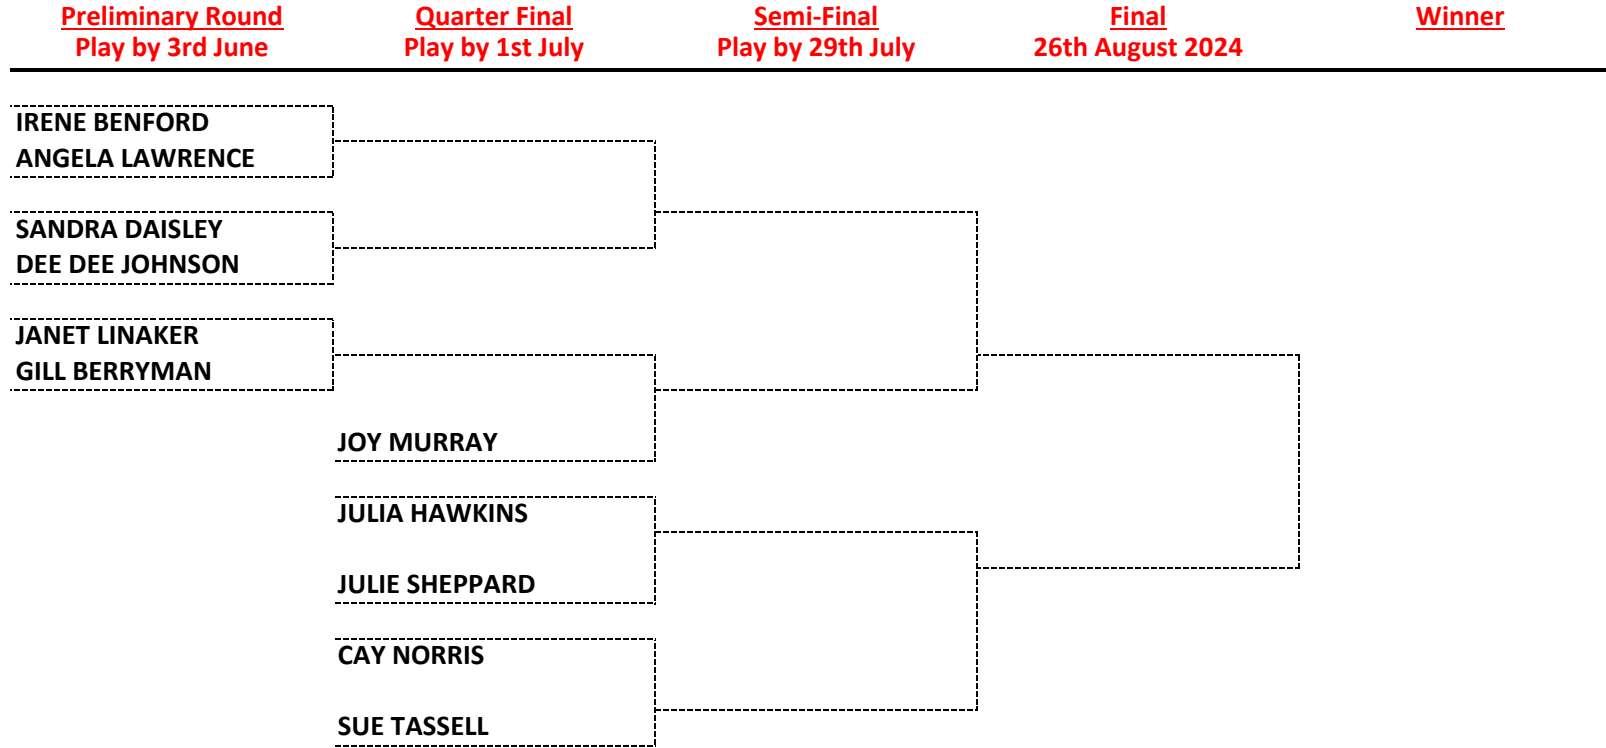 Preliminary Round
Play by 3rd June
Quarter Final
Play by 1st July
Semi-Final
Play by 29th July
Final
26th August 2024
Winner
IRENE BENFORD
ANGELA LAWRENCE
SANDRA DAISLEY
DEE DEE JOHNSON
JANET LINAKER
GILL BERRYMAN
JOY MURRAY
JULIA HAWKINS
JULIE SHEPPARD
CAY NORRIS
SUE TASSELL